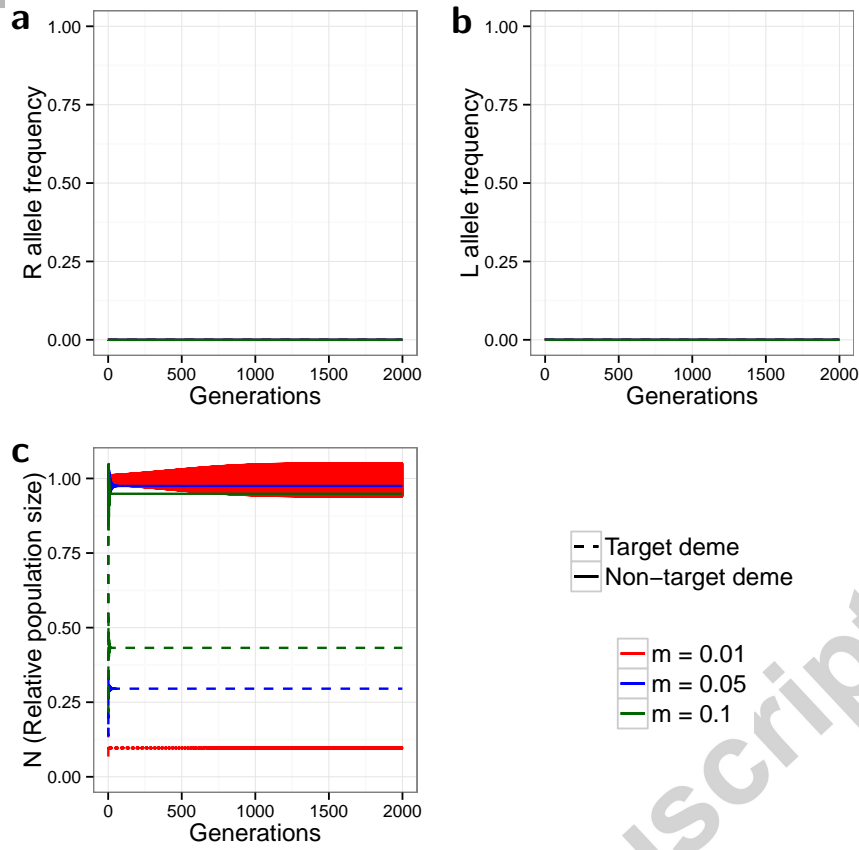 a
1.00
0.75
0.50
0.25
0.00
R allele frequency
0 500 1000 1500 2000
Generations
b
1.00
0.75
0.50
0.25
0.00
L allele frequency
0 500 1000 1500 2000
Generations
c
1.00
0.75
0.50
0.25
0.00
N (Relative population size)
0 500 1000 1500 2000
Generations
Target deme
Non−target deme
m = 0.01
m = 0.05
m = 0.1
uscript